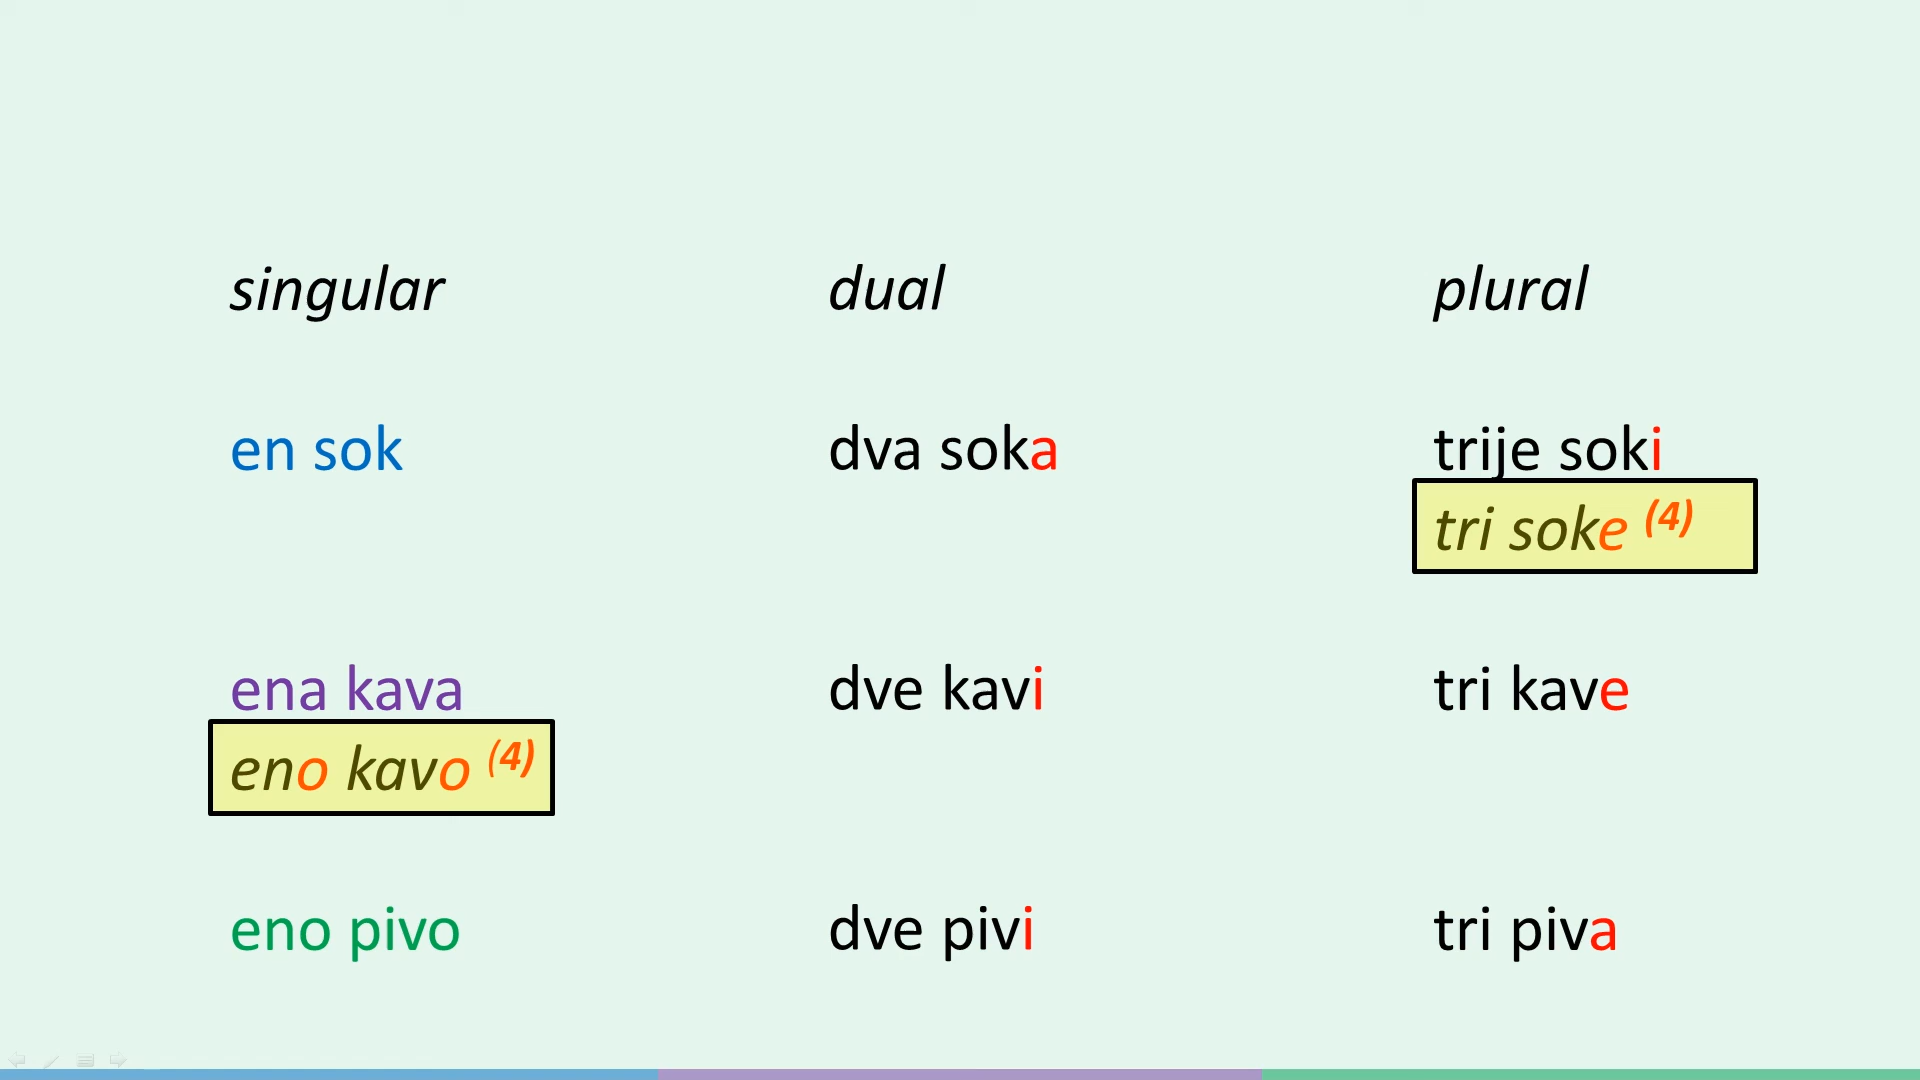 singular dual plural
en sok dva soka trije soki
tri soke (4)
ena kava dve kavi tri kave
eno kavo (4)
eno pivo dve pivi tri piva